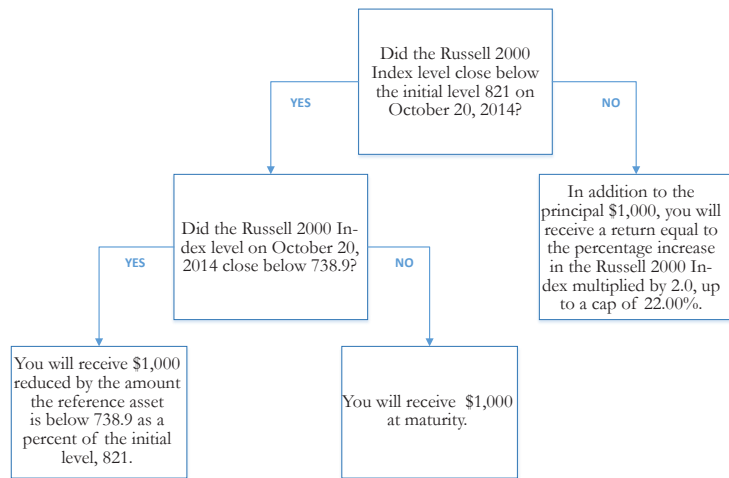 Did the Russell 2000
Index level close below
the initial level 821 on
October 20, 2014?
YES
NO
Did the Russell 2000 In-
dex level on October 20,
2014 close below 738.9?
In addition to the
principal $1,000, you will
receive a return equal to
the percentage increase
in the Russell 2000 In-
dex multiplied by 2.0, up
to a cap of 22.00%.
YES
NO
You will receive $1,000
reduced by the amount
the reference asset
is below 738.9 as a
percent of the initial
level, 821.
You will receive $1,000
at maturity.